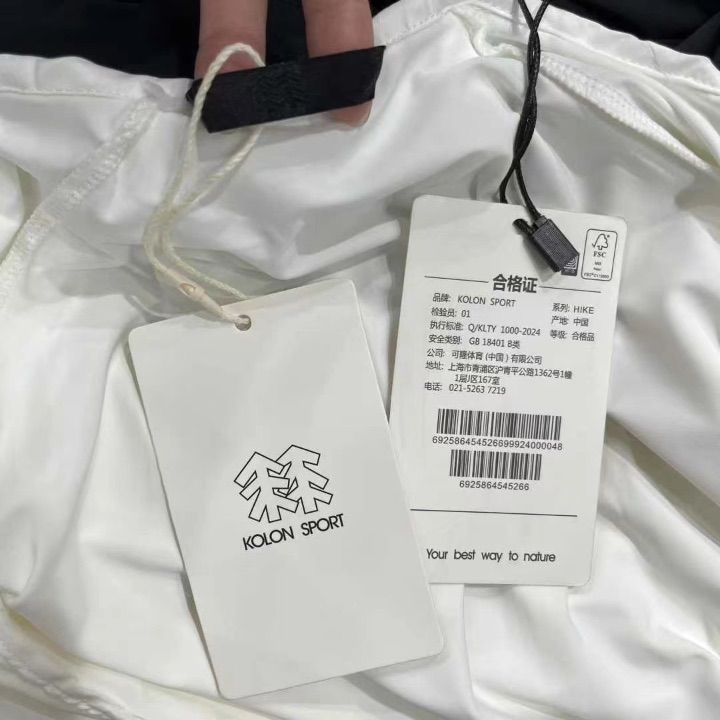 KOLON SPORT
FSC
合格证
品牌: KOLON SPORT 系列: HIKE
检验员: 01 产地: 中国
执行标准: Q/KLTY 1000-2024 等级: 合格品
安全类别: GB 18401 B类
公司: 可隆体育 (中国) 有限公司
地址: 上海市青浦区沪青平公路1362号1幢
1层J区167室
电话: 021-5263 7219
692586454526699924000048
6925864545266
Your best way to nature